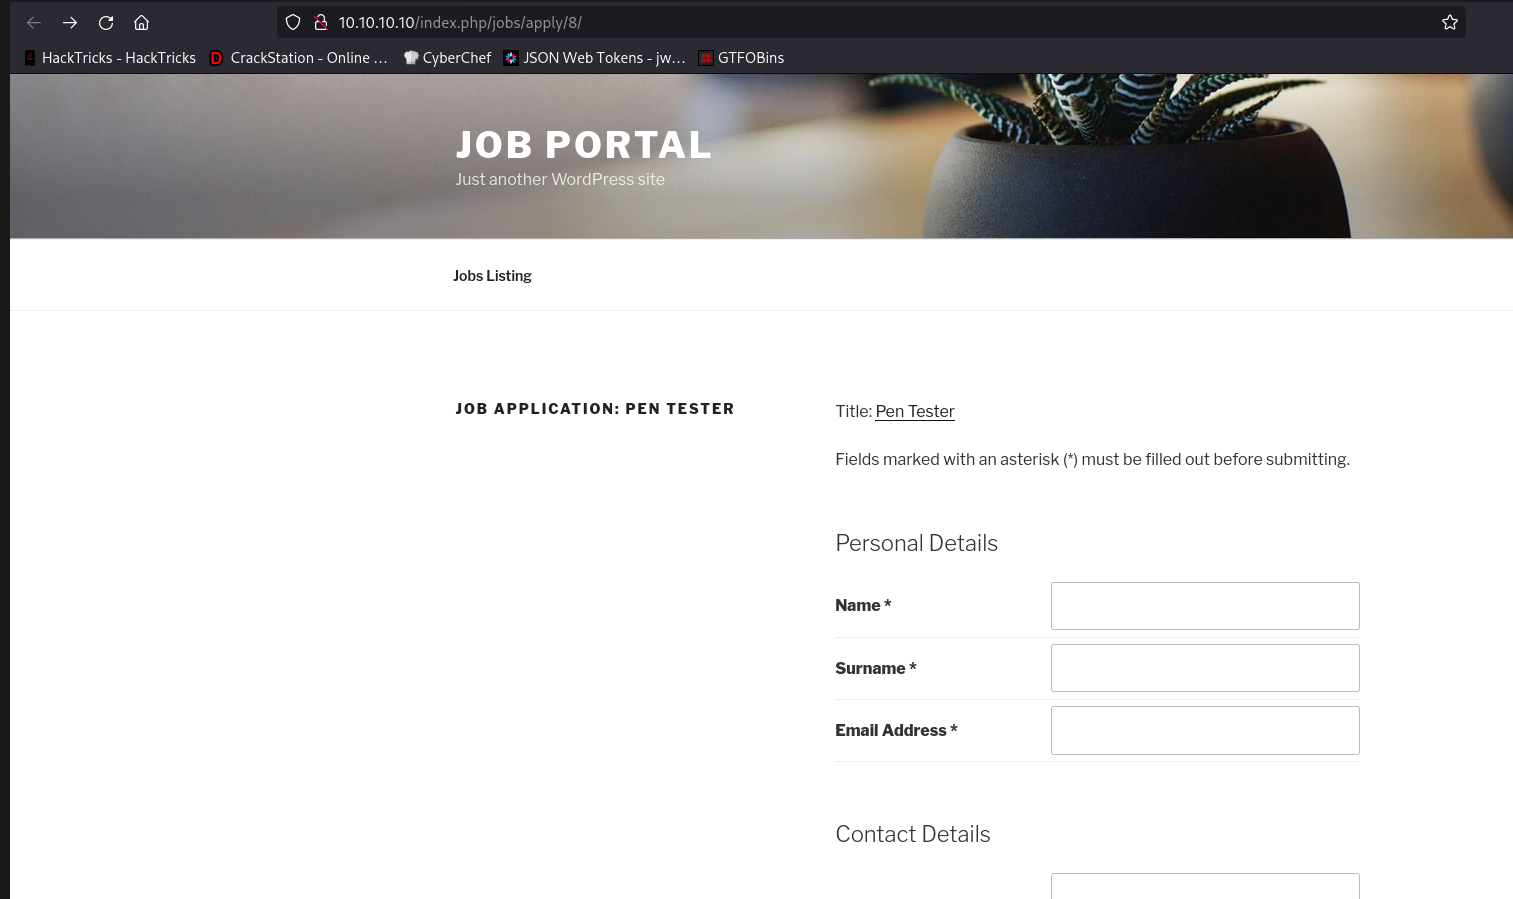 10.10.10.10/index.php/jobs/apply/8/
HackTricks - HackTricks CrackStation - Online ... CyberChef JSON Web Tokens - jw... GTFOBins
JOB PORTAL
Just another WordPress site
Jobs Listing
JOB APPLICATION: PEN TESTER
Title: Pen Tester
Fields marked with an asterisk (*) must be filled out before submitting.
Personal Details
Name *
Surname *
Email Address *
Contact Details